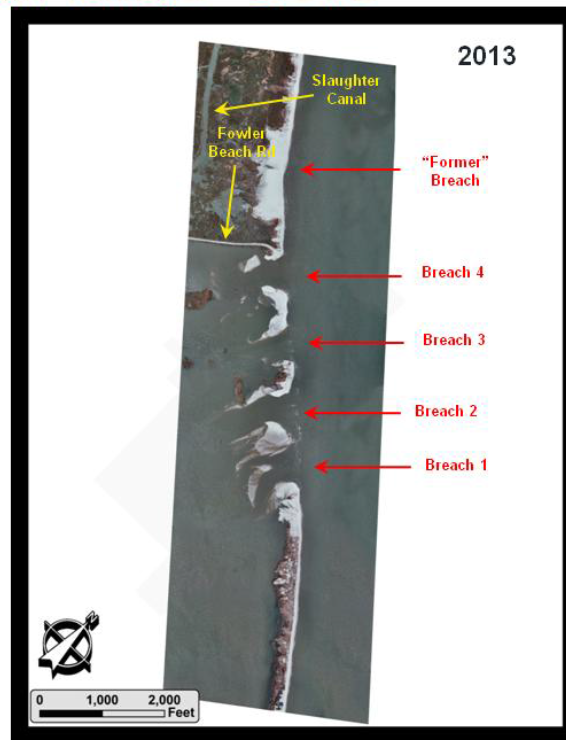 2013
Slaughter
Canal
Fowler
Beach Rd
“Former”
Breach
Breach 4
Breach 3
Breach 2
Breach 1
0 1,000 2,000
Feet